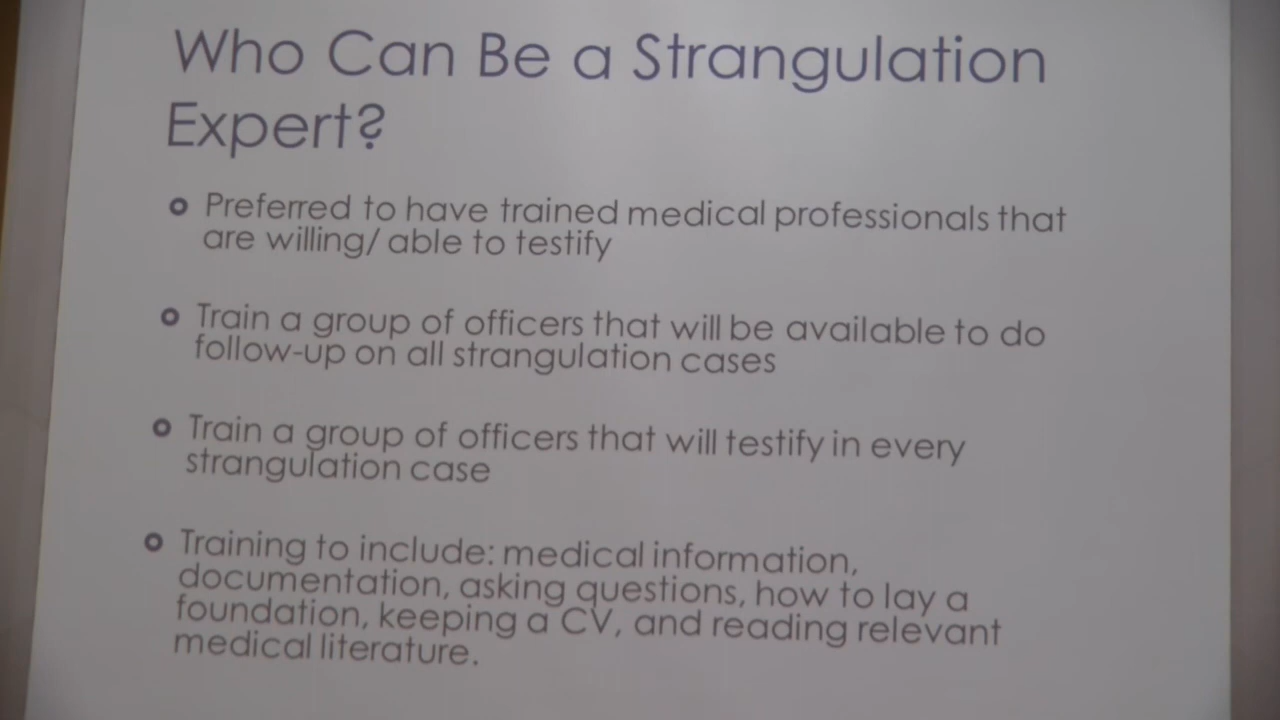 Who Can Be a Strangulation
Expert?
Preferred to have trained medical professionals that
are willing/ able to testify
Train a group of officers that will be available to do
follow-up on all strangulation cases
Train a group of officers that will testify in every
strangulation case
Training to include: medical information,
documentation, asking questions, how to lay a
foundation, keeping a CV, and reading relevant
medical literature.